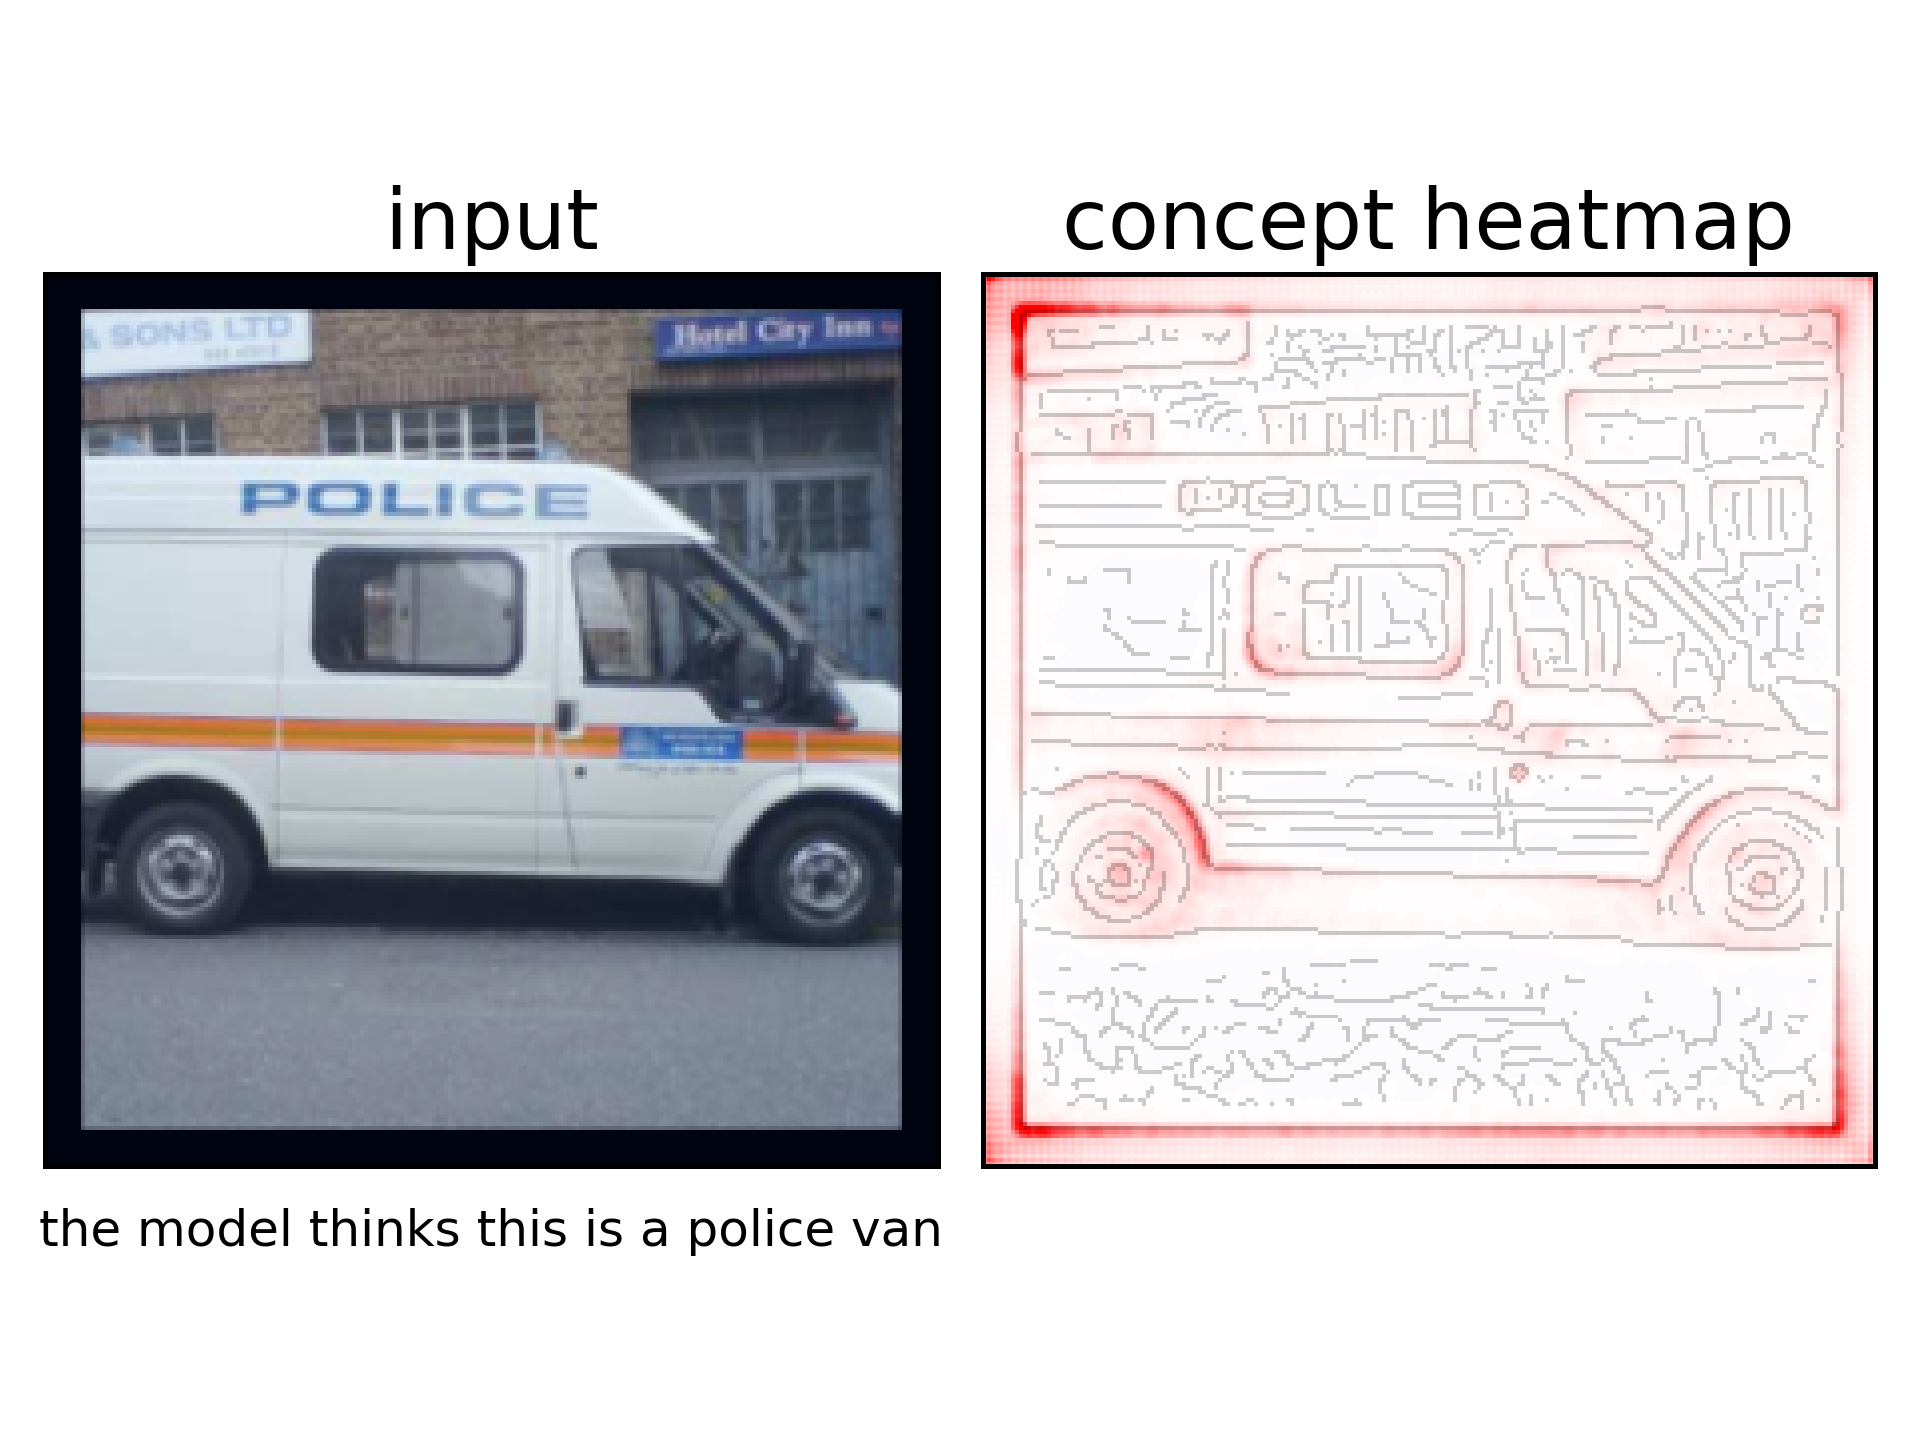 input
concept heatmap
& SONS LTD
Hotel City Inn
POLICE
the model thinks this is a police van